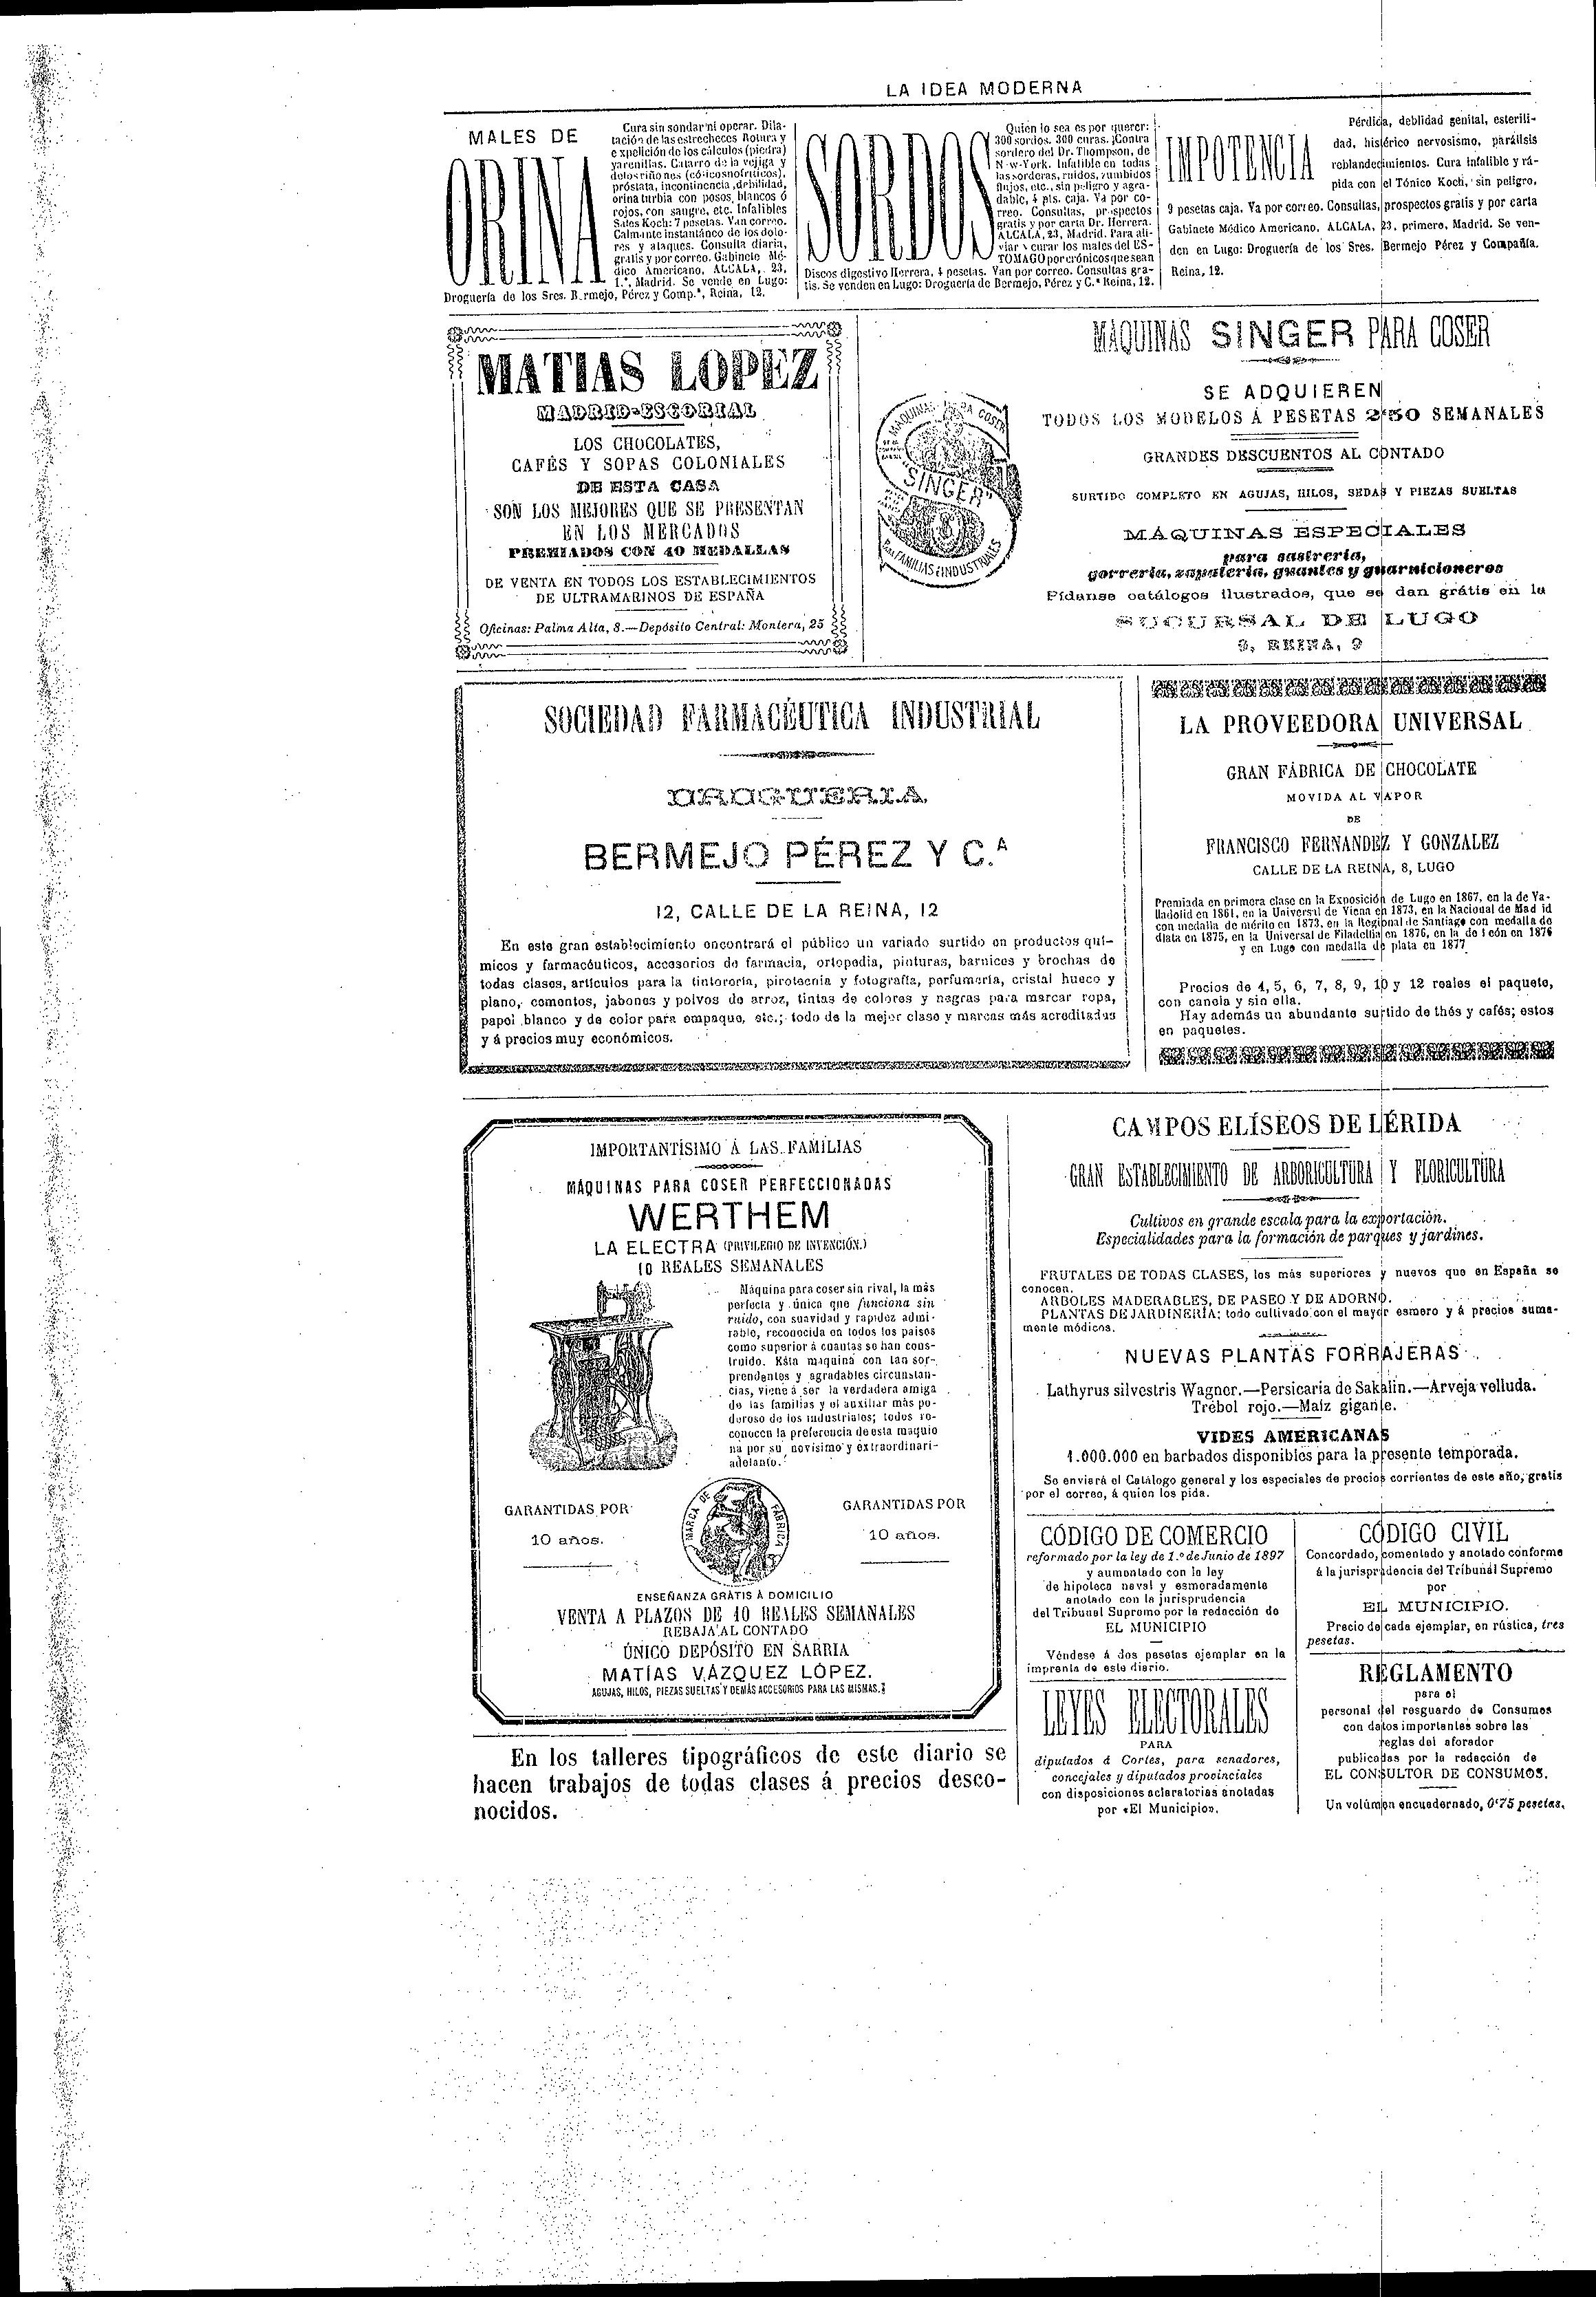 LA IDEA MODERNA
MALES DE
ORINA
Cura sin sondar ni operar. Dila-
tación de las estrecheces Rotura y
expelición de los cálculos (piedra)
y arenillas. Catarro de la vejiga y
de los riñones (cólicos nefríticos),
próstata, incontinencia, debilidad,
orina turbia con posos, blancos ó
rojos, con sangre, etc. Infalibles
Sales Koch: 7 pesetas. Van correo.
Calmante instantáneo de los dolo-
res y ataques. Consulta diaria,
gratis y por correo. Gabinete Mé-
dico Americano, ALCALA, 23,
1.º, Madrid. Se vende en Lugo:
Droguería de los Sres. B rmejo, Pérez y Comp.ª, Reina, 12.
SORDOS
Quien lo sea es por querer:
300 sordos. 300 curas. ¡Contra
sordero del Dr. Thompson, de
N w-York. Infalible en todas
las sorderas, ruidos, zumbidos
flujos, etc., sin peligro y agra-
dable, 4 pts. caja. Va por co-
rreo. Consultas, pr spectos
gratis y por carta Dr. Herrera.
ALCALA, 23, Madrid. Para ali-
viar y curar los males del ES-
TOMAGO por crónicos que sean
Discos digestivo Herrera, 4 pesetas. Van por correo. Consultas gra-
tis. Se venden en Lugo: Droguería de Bermejo, Pérez y C.ª Reina, 12.
IMPOTENCIA
Pérdida, deblidad genital, esterili-
dad, histérico nervosismo, parálisis
reblandecimientos. Cura infalible y rá-
pida con el Tónico Koch, sin peligro,
9 pesetas caja. Va por correo. Consultas, prospectos gratis y por carta
Gabinete Médico Americano, ALCALA, 23, primero, Madrid. Se ven-
den en Lugo: Droguería de los Sres. Bermejo Pérez y Compañía.
Reina, 12.
MATIAS LOPEZ
MADRID-ESCORIAL
LOS CHOCOLATES,
CAFÉS Y SOPAS COLONIALES
DE ESTA CASA
SON LOS MEJORES QUE SE PRESENTAN
EN LOS MERCADOS
PREMIADOS CON 40 MEDALLAS
DE VENTA EN TODOS LOS ESTABLECIMIENTOS
DE ULTRAMARINOS DE ESPAÑA
Oficinas: Palma Alta, 8.—Depósito Central: Montera, 25
MÁQUINAS PARA COSER
"SINGER"
PARA FAMILIAS é INDUSTRIALES
MÁQUINAS SINGER PARA COSER
SE ADQUIEREN
TODOS LOS MODELOS Á PESETAS 2'50 SEMANALES
GRANDES DESCUENTOS AL CONTADO
SURTIDO COMPLETO EN AGUJAS, HILOS, SEDAS Y PIEZAS SUELTAS
MÁQUINAS ESPECIALES
para sastrería,
gorrería, zapatería, guantes y guarnicioneros
Pídanse catálogos ilustrados, que se dan grátis en la
SUCURSAL DE LUGO
REINA,
SOCIEDAD FARMACÉUTICA INDUSTRIAL
DROGUERIA
BERMEJO PÉREZ Y C.A
12, CALLE DE LA REINA, 12
En este gran establecimiento encontrará el público un variado surtido en productos quí-
micos y farmacéuticos, accesorios de farmacia, ortopedia, pinturas, barnices y brochas de
todas clases, artículos para la tintorería, pirotecnia y fotografía, perfumería, cristal hueco y
plano, comentos, jabones y polvos de arroz, tintas de colores y negras para marcar ropa,
papel blanco y de color para empaque, etc.; todo de la mejor clase y marcas más acreditadas
y á precios muy económicos.
LA PROVEEDORA UNIVERSAL
GRAN FÁBRICA DE CHOCOLATE
MOVIDA AL VAPOR
DE
FRANCISCO FERNANDEZ Y GONZALEZ
CALLE DE LA REINA, 8, LUGO
Premiada en primera clase en la Exposición de Lugo en 1867, en la de Va-
lladolid en 1861, en la Universal de Viena en 1873, en la Nacional de Mad id
con medalla de mérito en 1873, en la Regional de Santiago con medalla de
plata en 1875, en la Universal de Filadelfia en 1876, en la de León en 1876
y en Lugo con medalla de plata en 1877
Precios de 4, 5, 6, 7, 8, 9, 10 y 12 reales el paquete,
con canela y sin ella.
Hay además un abundante surtido de thés y cafés; estos
en paquetes.
IMPORTANTÍSIMO Á LAS FAMILIAS
MÁQUINAS PARA COSER PERFECCIONADAS
WERTHEM
LA ELECTRA (PRIVILEGIO DE INVENCIÓN.)
10 REALES SEMANALES
Máquina para coser sin rival, la más
perfecta y única que funciona sin
ruido, con suavidad y rapidez admi-
rable, reconocida en todos los países
como superior á cuantas se han cons-
truido. Esta maquina con tan sor-
prendentes y agradables circunstan-
cias, viene á ser la verdadera amiga
de las familias y el auxiliar más po-
deroso de los industriales; todos re-
conocen la preferencia de esta maquio
na por su novísimo y extraordinari-
adelanto.
GARANTIDAS POR
10 años.
MARCA DE FÁBRICA
GARANTIDAS POR
10 años.
ENSEÑANZA GRÁTIS Á DOMICILIO
VENTA A PLAZOS DE 10 REALES SEMANALES
REBAJA AL CONTADO
ÚNICO DEPÓSITO EN SARRIA
MATÍAS VÁZQUEZ LÓPEZ.
AGUJAS, HILOS, PIEZAS SUELTAS Y DEMÁS ACCESORIOS PARA LAS MISMAS.
En los talleres tipográficos de este diario se
hacen trabajos de todas clases á precios desco-
nocidos.
CAMPOS ELÍSEOS DE LÉRIDA
GRAN ESTABLECIMIENTO DE ARBORICULTURA Y FLORICULTURA
Cultivos en grande escala para la exportación.
Especialidades para la formación de parques y jardines.
FRUTALES DE TODAS CLASES, los más superiores y nuevos que en España se
conocen.
ARBOLES MADERABLES, DE PASEO Y DE ADORNO.
PLANTAS DE JARDINERÍA; todo cultivado con el mayor esmero y á precios suma-
mente módicos.
NUEVAS PLANTAS FORRAJERAS
Lathyrus silvestris Wagner.—Persicaria de Sakalin.—Arveja velluda.
Trébol rojo.—Maíz gigante.
VIDES AMERICANAS
1.000.000 en barbados disponibles para la presente temporada.
Se enviará el Catálogo general y los especiales de precios corrientes de este año, gratis
por el correo, á quien los pida.
CÓDIGO DE COMERCIO
reformado por la ley de 1.º de Junio de 1897
y aumentado con la ley
de hipoteca naval y esmeradamente
anotado con la jurisprudencia
del Tribunal Supremo por la redacción de
EL MUNICIPIO
Véndese á dos pesetas ejemplar en la
imprenta de este diario.
LEYES ELECTORALES
PARA
diputados á Cortes, para senadores,
concejales y diputados provinciales
con disposiciones aclaratorias anotadas
por «El Municipio».
CÓDIGO CIVIL
Concordado, comentado y anotado conforme
á la jurisprudencia del Tribunal Supremo
por
EL MUNICIPIO.
Precio de cada ejemplar, en rústica, tres
pesetas.
REGLAMENTO
para el
personal del resguardo de Consumos
con datos importantes sobre las
reglas del aforador
publicadas por la redacción de
EL CONSULTOR DE CONSUMOS.
Un volúmen encuadernado, 0'75 pesetas.